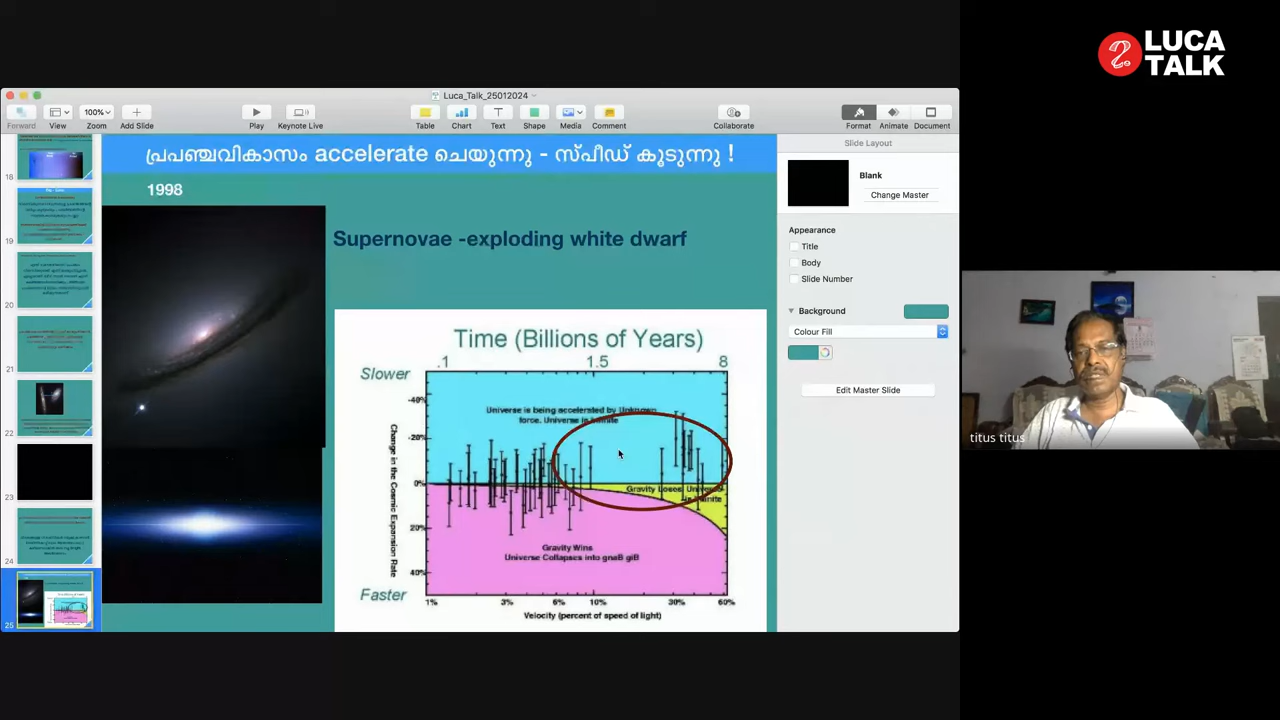 LUCA
TALK
Luca_Talk_25012024
Forward
View
100%
Zoom
Add Slide
Play
Keynote Live
Table
Chart
Text
Shape
Media
Comment
Collaborate
Format
Animate
Document
18
19
20
21
22
23
24
25
പ്രപഞ്ചവികാസം accelerate ചെയുന്നു - സ്പീഡ് കൂടുന്നു !
1998
Supernovae -exploding white dwarf
Time (Billions of Years)
.1 1.5 8
Slower
-40%
-20%
0%
20%
40%
Faster
Change in the Cosmic Expansion Rate
Universe is being accelerated by Unknown
force. Universe is infinite
Gravity Loses: Universe
is infinite
Gravity Wins
Universe Collapses into gnaB giB
1% 3% 6% 10% 30% 60%
Velocity (percent of speed of light)
Slide Layout
Blank
Change Master
Appearance
Title
Body
Slide Number
Background
Colour Fill
Edit Master Slide
titus titus